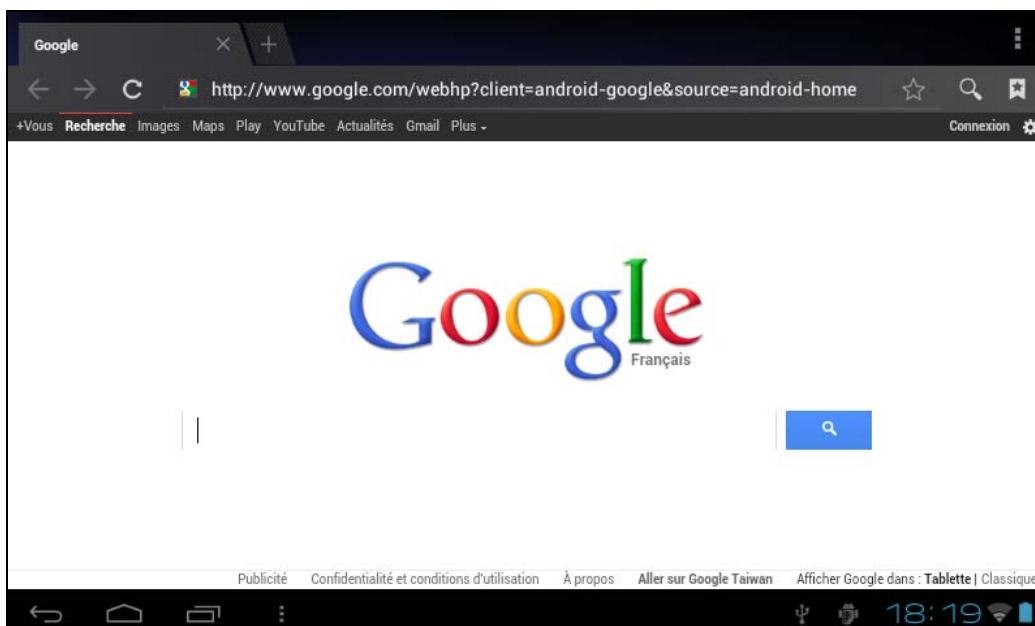 Google
http://www.google.com/webhp?client=android-google&source=android-home
+Vous Recherche Images Maps Play YouTube Actualités Gmail Plus Connexion
Google
Français
Publicité Confidentialité et conditions d'utilisation À propos Aller sur Google Taiwan Afficher Google dans : Tablette | Classique
18:19